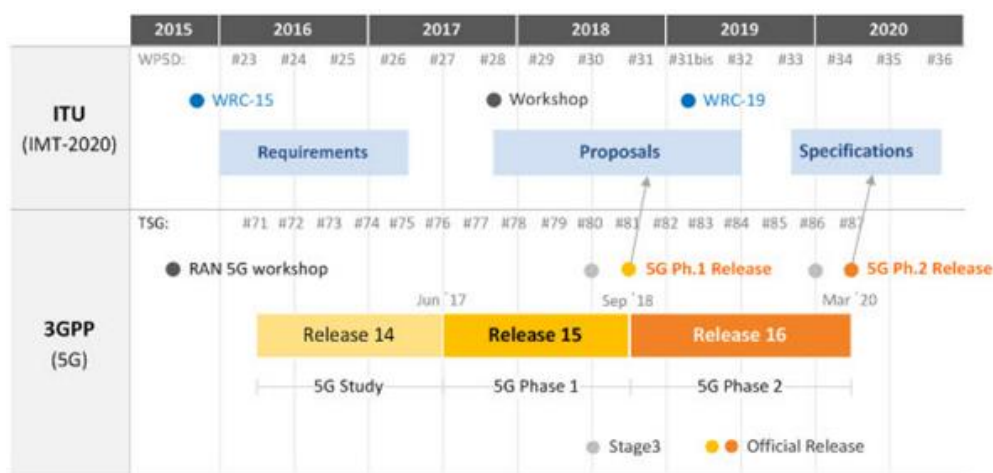 2015 2016 2017 2018 2019 2020
WP5D: #23 #24 #25 #26 #27 #28 #29 #30 #31 #31bis #32 #33 #34 #35 #36
WRC-15 Workshop WRC-19
ITU
(IMT-2020)
Requirements Proposals Specifications
TSG: #71 #72 #73 #74 #75 #76 #77 #78 #79 #80 #81 #82 #83 #84 #85 #86 #87
RAN 5G workshop 5G Ph.1 Release 5G Ph.2 Release
Jun ´17 Sep ´18 Mar ´20
3GPP
(5G)
Release 14 Release 15 Release 16
5G Study 5G Phase 1 5G Phase 2
Stage3 Official Release